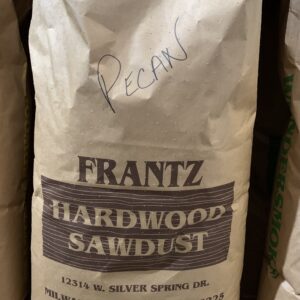 PECAN
FRANTZ
HARDWOOD
SAWDUST
12314 W. SILVER SPRING DR.